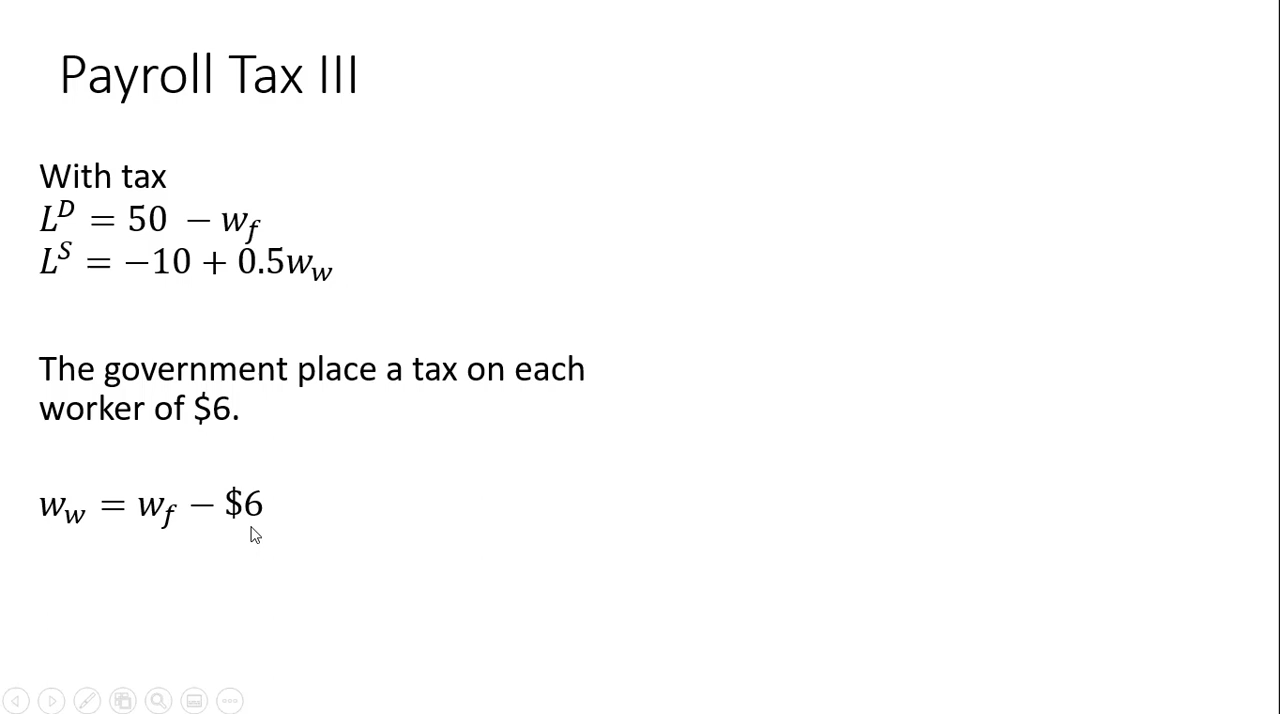 Payroll Tax III
With tax
$L^D = 50 - w_f$
$L^S = -10 + 0.5w_w$
The government place a tax on each
worker of $6.
$w_w = w_f - \$6$